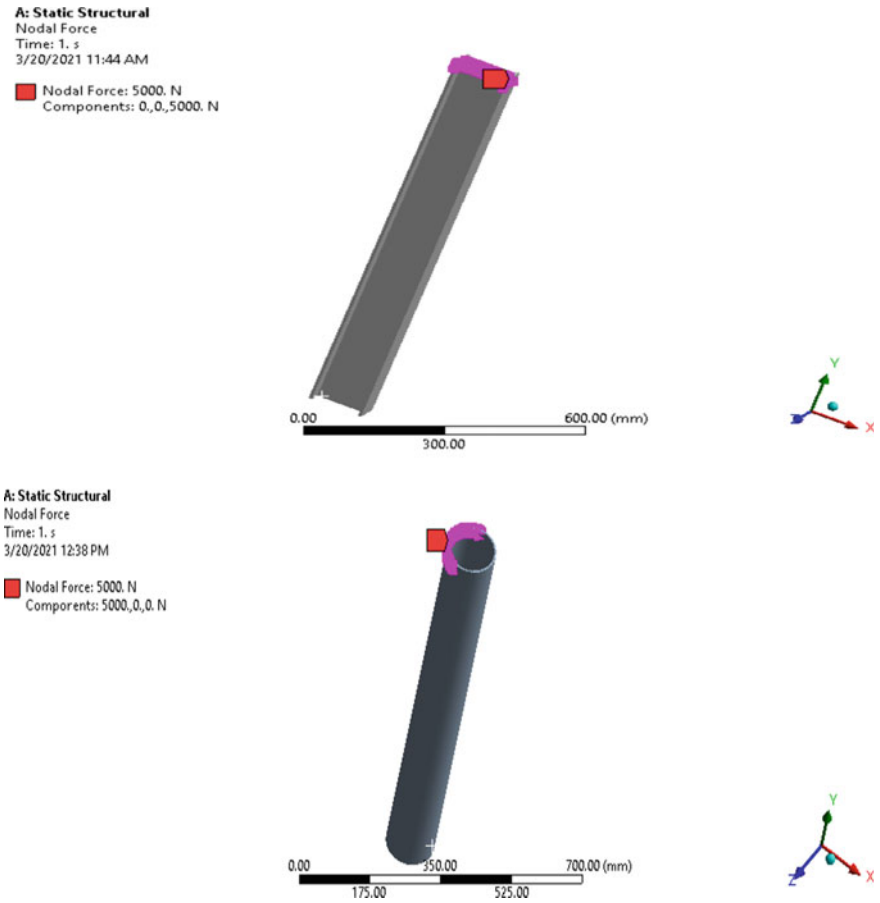 A: Static Structural
Nodal Force
Time: 1. s
3/20/2021 11:44 AM
Nodal Force: 5000. N
Components: 0.,0.,5000. N
0.00 600.00 (mm)
300.00
Y
Z X
A: Static Structural
Nodal Force
Time: 1. s
3/20/2021 12:38 PM
Nodal Force: 5000. N
Components: 5000.,0.,0. N
0.00 350.00 700.00 (mm)
175.00 525.00
Y
Z X